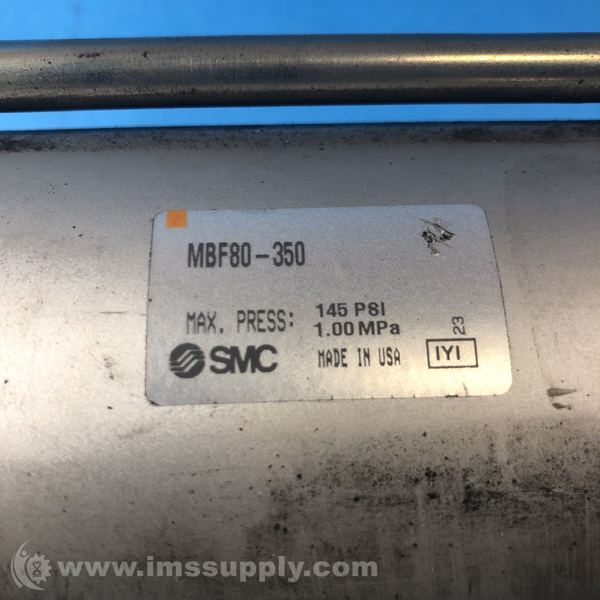 MBF80-350
MAX. PRESS: 145 PSI
1.00 MPa
SMC MADE IN USA
23
IYI
www.imssupply.com